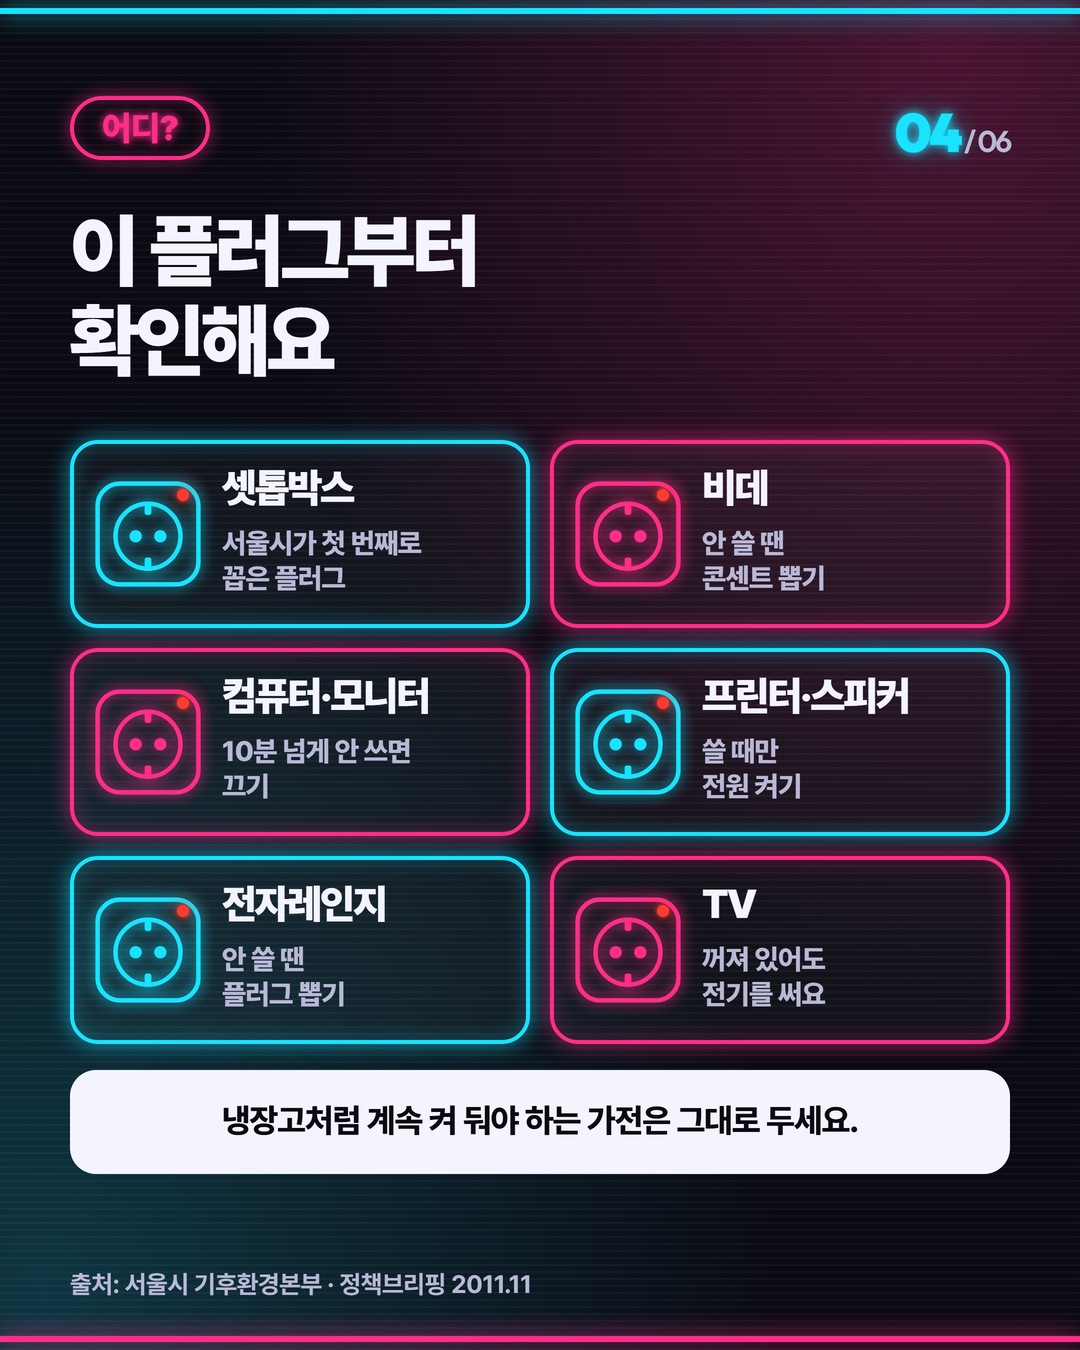 어디?
04/06
이 플러그부터
확인해요
셋톱박스
서울시가 첫 번째로
꼽은 플러그
비데
안 쓸 땐
콘센트 뽑기
컴퓨터·모니터
10분 넘게 안 쓰면
끄기
프린터·스피커
쓸 때만
전원 켜기
전자레인지
안 쓸 땐
플러그 뽑기
TV
꺼져 있어도
전기를 써요
냉장고처럼 계속 켜 둬야 하는 가전은 그대로 두세요.
출처: 서울시 기후환경본부 · 정책브리핑 2011.11